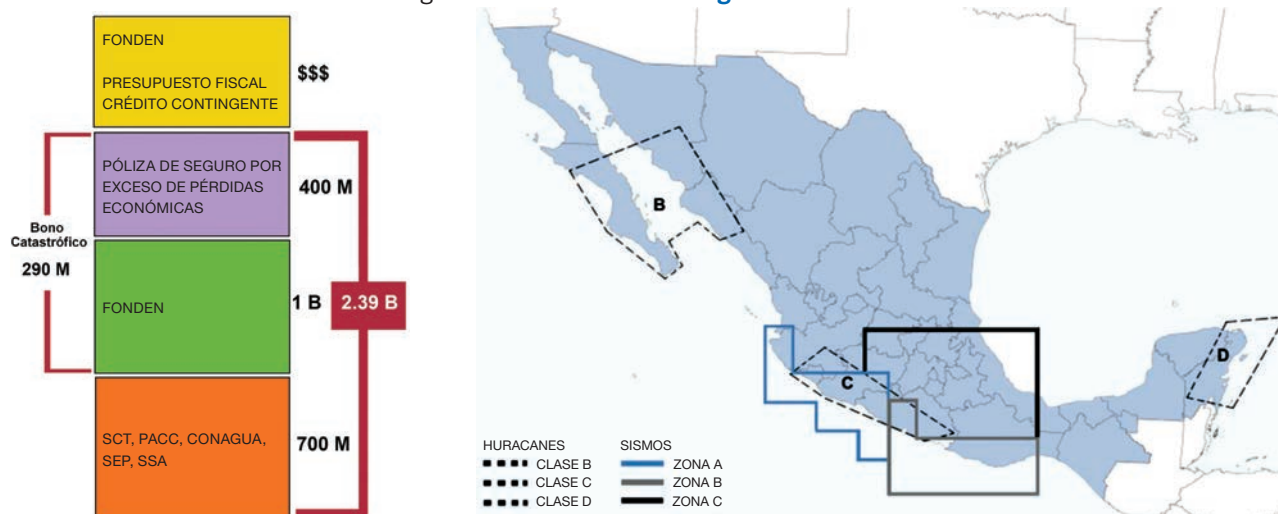 FONDEN
PRESUPUESTO FISCAL
CRÉDITO CONTINGENTE
$$$
PÓLIZA DE SEGURO POR
EXCESO DE PÉRDIDAS
ECONÓMICAS
400 M
Bono
Catastrófico
290 M
FONDEN
1 B
2.39 B
SCT, PACC, CONAGUA,
SEP, SSA
700 M
B
C
D
HURACANES
CLASE B
CLASE C
CLASE D
SISMOS
ZONA A
ZONA B
ZONA C